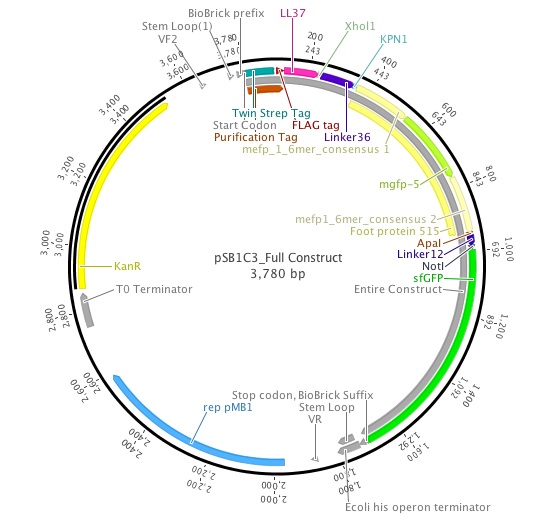 BioBrick prefix
LL37
Stem Loop(1)
XhoI1
VF2
KPN1
Twin Strep Tag
Start Codon
FLAG tag
Purification Tag
Linker36
mefp_1_6mer_consensus 1
mgfp-5
mefp1_6mer_consensus 2
Foot protein S15
ApaI
Linker12
NotI
sfGFP
Entire Construct
pSB1C3_Full Construct
3,780 bp
KanR
T0 Terminator
rep pMB1
Stop codon,
BioBrick Suffix
Stem Loop
VR
Ecoli his operon terminator
200
243
400
443
600
643
800
843
1,000
692
1,200
892
1,400
1,092
1,600
1,292
1,800
2,000
2,000
2,200
2,200
2,400
2,400
2,600
2,600
2,800
2,800
3,000
3,000
3,200
3,200
3,400
3,400
3,600
3,600
3,780